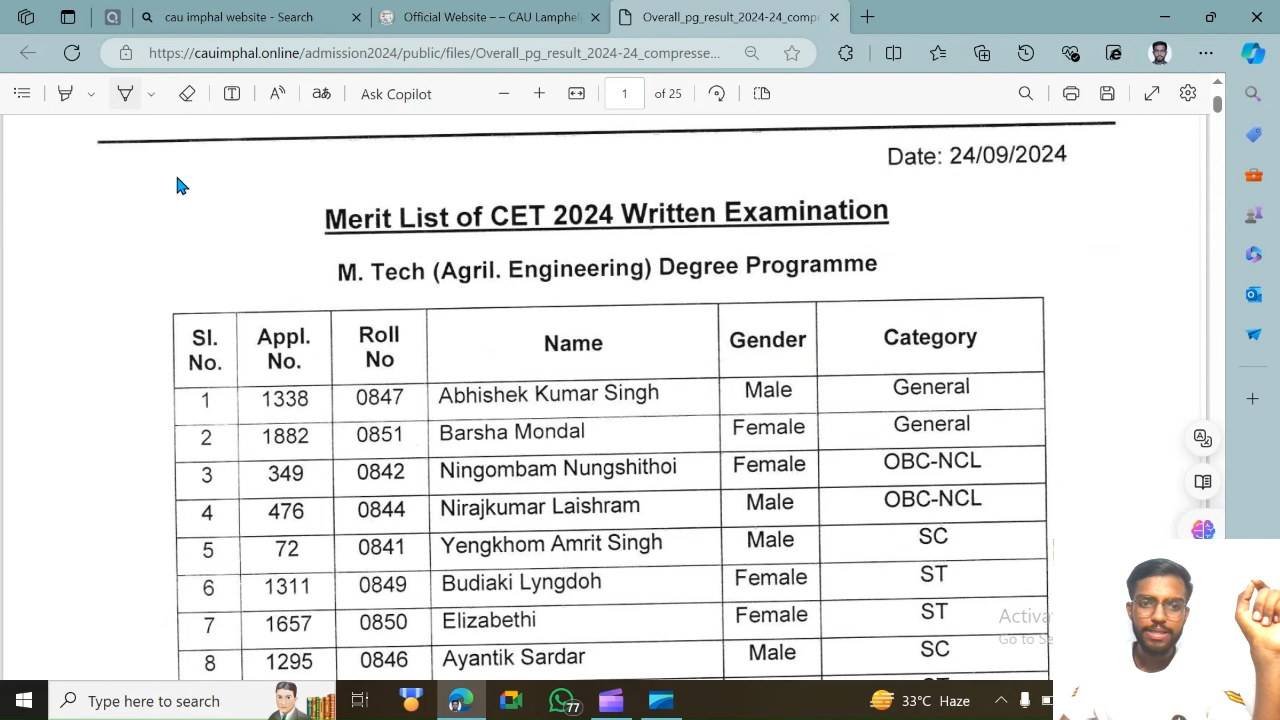 cau imphal website - Search
Official Website -– CAU Lamphel
Overall_pg_result_2024-24_comp
https://cauimphal.online/admission2024/public/files/Overall_pg_result_2024-24_compresse...
Ask Copilot
1 of 25
Date: 24/09/2024
Merit List of CET 2024 Written Examination
M. Tech (Agril. Engineering) Degree Programme
Sl. No. Appl. No. Roll No Name Gender Category
1 1338 0847 Abhishek Kumar Singh Male General
2 1882 0851 Barsha Mondal Female General
3 349 0842 Ningombam Nungshithoi Female OBC-NCL
4 476 0844 Nirajkumar Laishram Male OBC-NCL
5 72 0841 Yengkhom Amrit Singh Male SC
6 1311 0849 Budiaki Lyngdoh Female ST
7 1657 0850 Elizabethi Female ST
8 1295 0846 Ayantik Sardar Male SC
Activa
Go to Se
Type here to search
77
33°C Haze